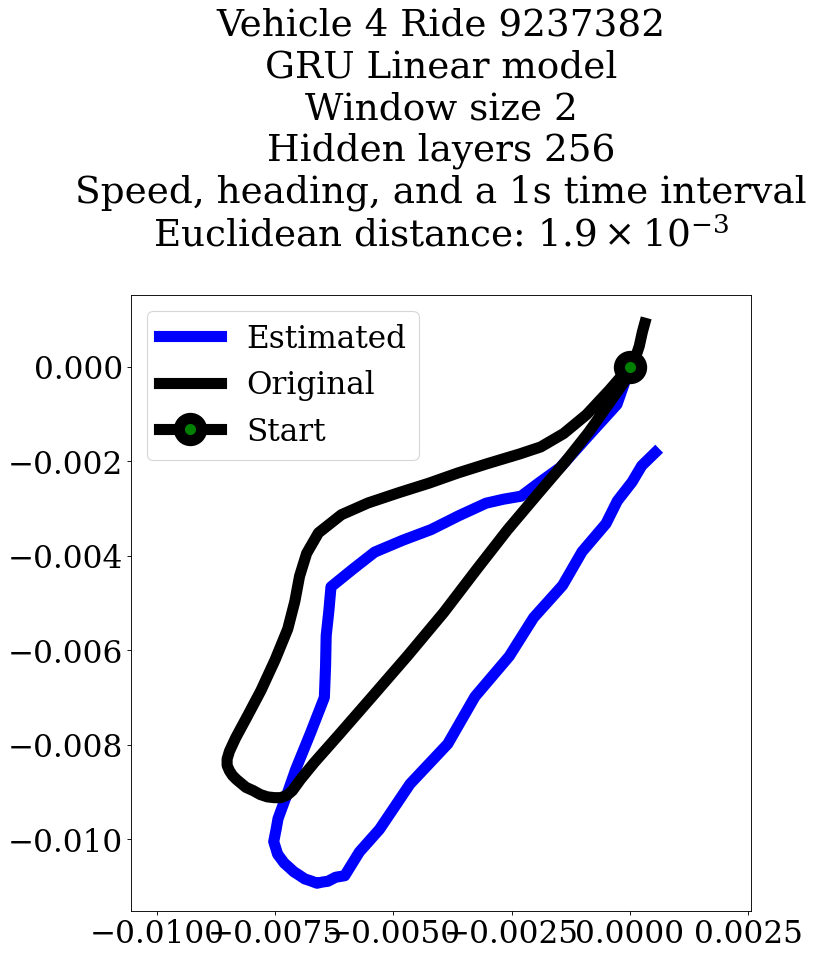 Vehicle 4 Ride 9237382
GRU Linear model
Window size 2
Hidden layers 256
Speed, heading, and a 1s time interval
Euclidean distance: 1.9 × 10⁻³
Estimated
Original
Start
0.000
−0.002
−0.004
−0.006
−0.008
−0.010
−0.0100 −0.0075 −0.0050 −0.0025 0.0000 0.0025